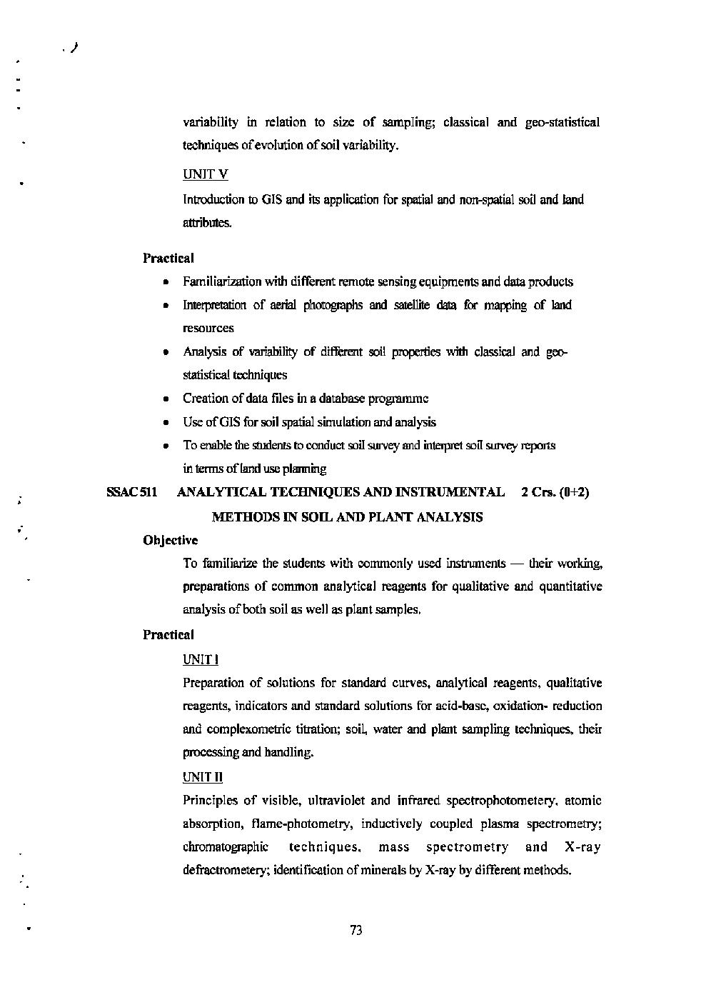 variability in relation to size of sampling; classical and geo-statistical
techniques of evolution of soil variability.
UNIT V
Introduction to GIS and its application for spatial and non-spatial soil and land
attributes.
Practical
• Familiarization with different remote sensing equipments and data products
• Interpretation of aerial photographs and satellite data for mapping of land
resources
• Analysis of variability of different soil properties with classical and geo-
statistical techniques
• Creation of data files in a database programme
• Use of GIS for soil spatial simulation and analysis
• To enable the students to conduct soil survey and interpret soil survey reports
in terms of land use planning
SSAC 511 ANALYTICAL TECHNIQUES AND INSTRUMENTAL 2 Crs. (0+2)
METHODS IN SOIL AND PLANT ANALYSIS
Objective
To familiarize the students with commonly used instruments — their working,
preparations of common analytical reagents for qualitative and quantitative
analysis of both soil as well as plant samples.
Practical
UNIT I
Preparation of solutions for standard curves, analytical reagents, qualitative
reagents, indicators and standard solutions for acid-base, oxidation- reduction
and complexometric titration; soil, water and plant sampling techniques, their
processing and handling.
UNIT II
Principles of visible, ultraviolet and infrared spectrophotometery, atomic
absorption, flame-photometry, inductively coupled plasma spectrometry;
chromatographic techniques, mass spectrometry and X-ray
defractrometery; identification of minerals by X-ray by different methods.
73